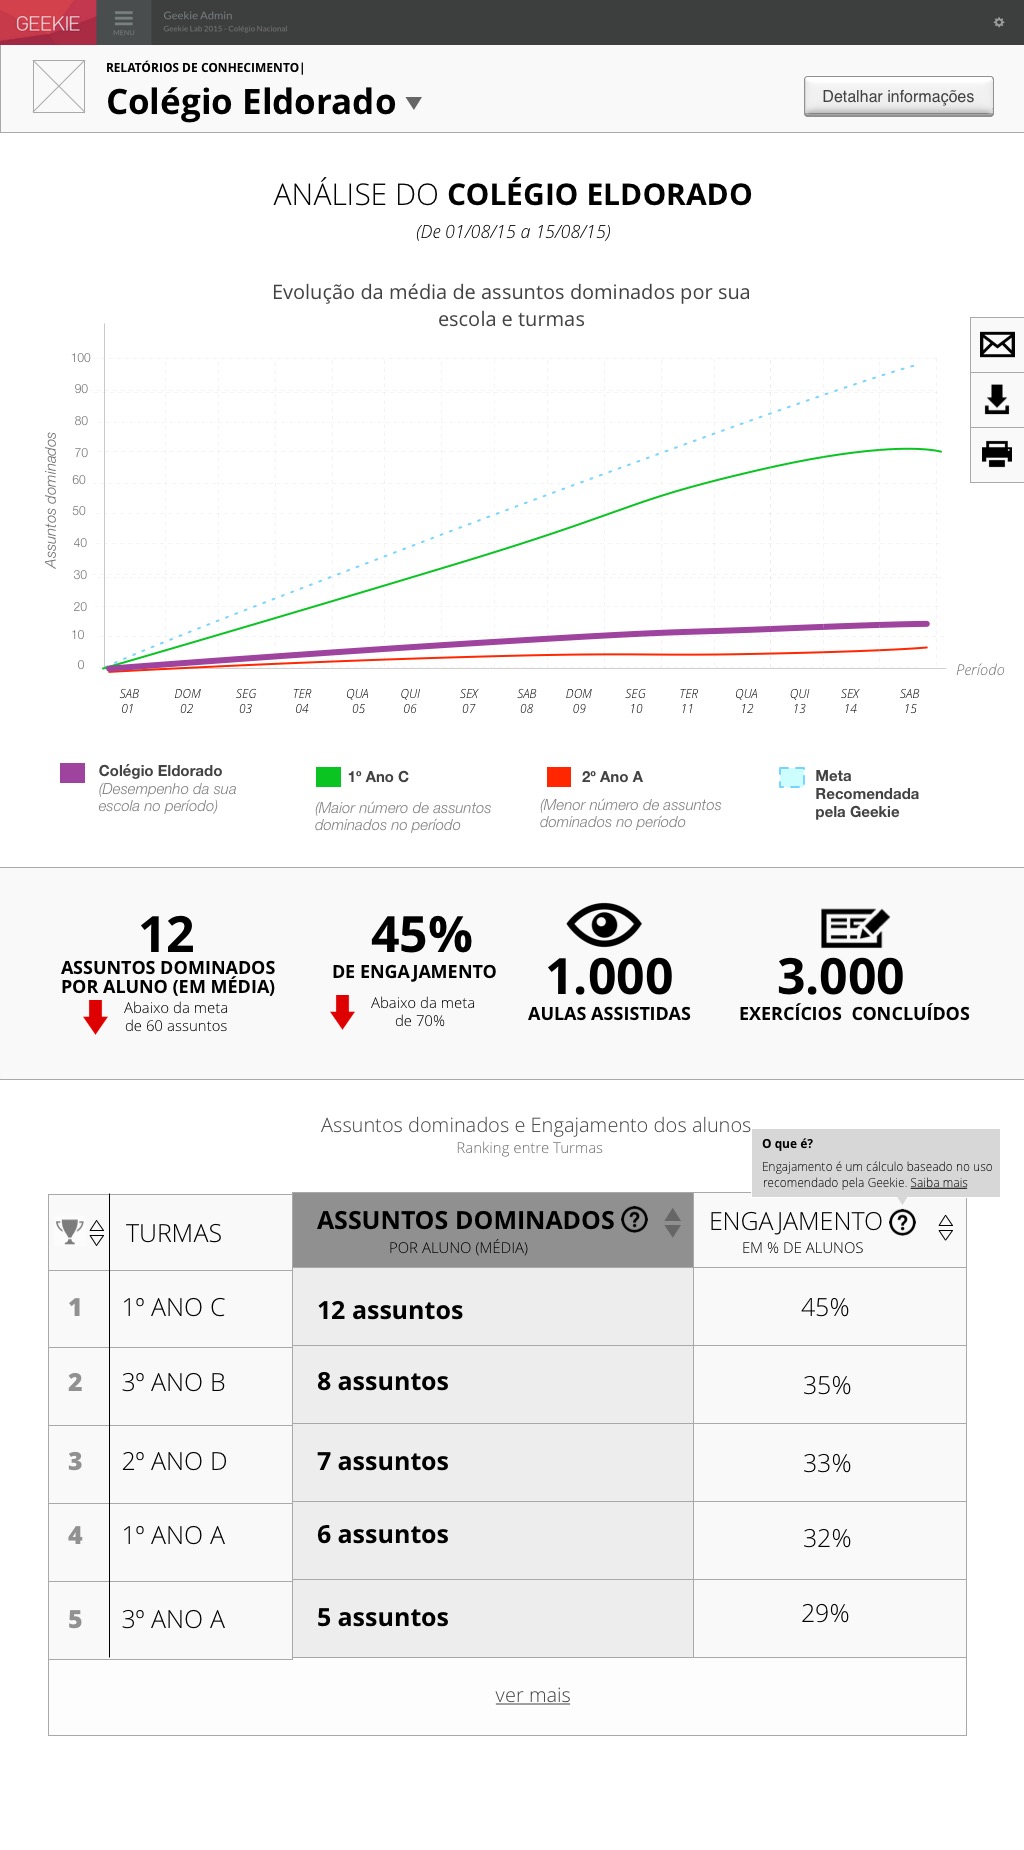 GEEKIE
MENU
Geekie Admin
Geekie Lab 2015 - Colégio Nacional
RELATÓRIOS DE CONHECIMENTO|
Colégio Eldorado
Detalhar informações
ANÁLISE DO COLÉGIO ELDORADO
(De 01/08/15 a 15/08/15)
Evolução da média de assuntos dominados por sua
escola e turmas
Assuntos dominados
100
90
80
70
60
50
40
30
20
10
0
Período
SAB DOM SEG TER QUA QUI SEX SAB DOM SEG TER QUA QUI SEX SAB
01 02 03 04 05 06 07 08 09 10 11 12 13 14 15
Colégio Eldorado
(Desempenho da sua
escola no período)
1º Ano C
(Maior número de assuntos
dominados no período
2º Ano A
(Menor número de assuntos
dominados no período
Meta
Recomendada
pela Geekie
12
ASSUNTOS DOMINADOS
POR ALUNO (EM MÉDIA)
Abaixo da meta
de 60 assuntos
45%
DE ENGAJAMENTO
Abaixo da meta
de 70%
1.000
AULAS ASSISTIDAS
3.000
EXERCÍCIOS CONCLUÍDOS
Assuntos dominados e Engajamento dos alunos
Ranking entre Turmas
O que é?
Engajamento é um cálculo baseado no uso
recomendado pela Geekie. Saiba mais
TURMAS
ASSUNTOS DOMINADOS ?
POR ALUNO (MÉDIA)
ENGAJAMENTO ?
EM % DE ALUNOS
1 1º ANO C 12 assuntos 45%
2 3º ANO B 8 assuntos 35%
3 2º ANO D 7 assuntos 33%
4 1º ANO A 6 assuntos 32%
5 3º ANO A 5 assuntos 29%
ver mais